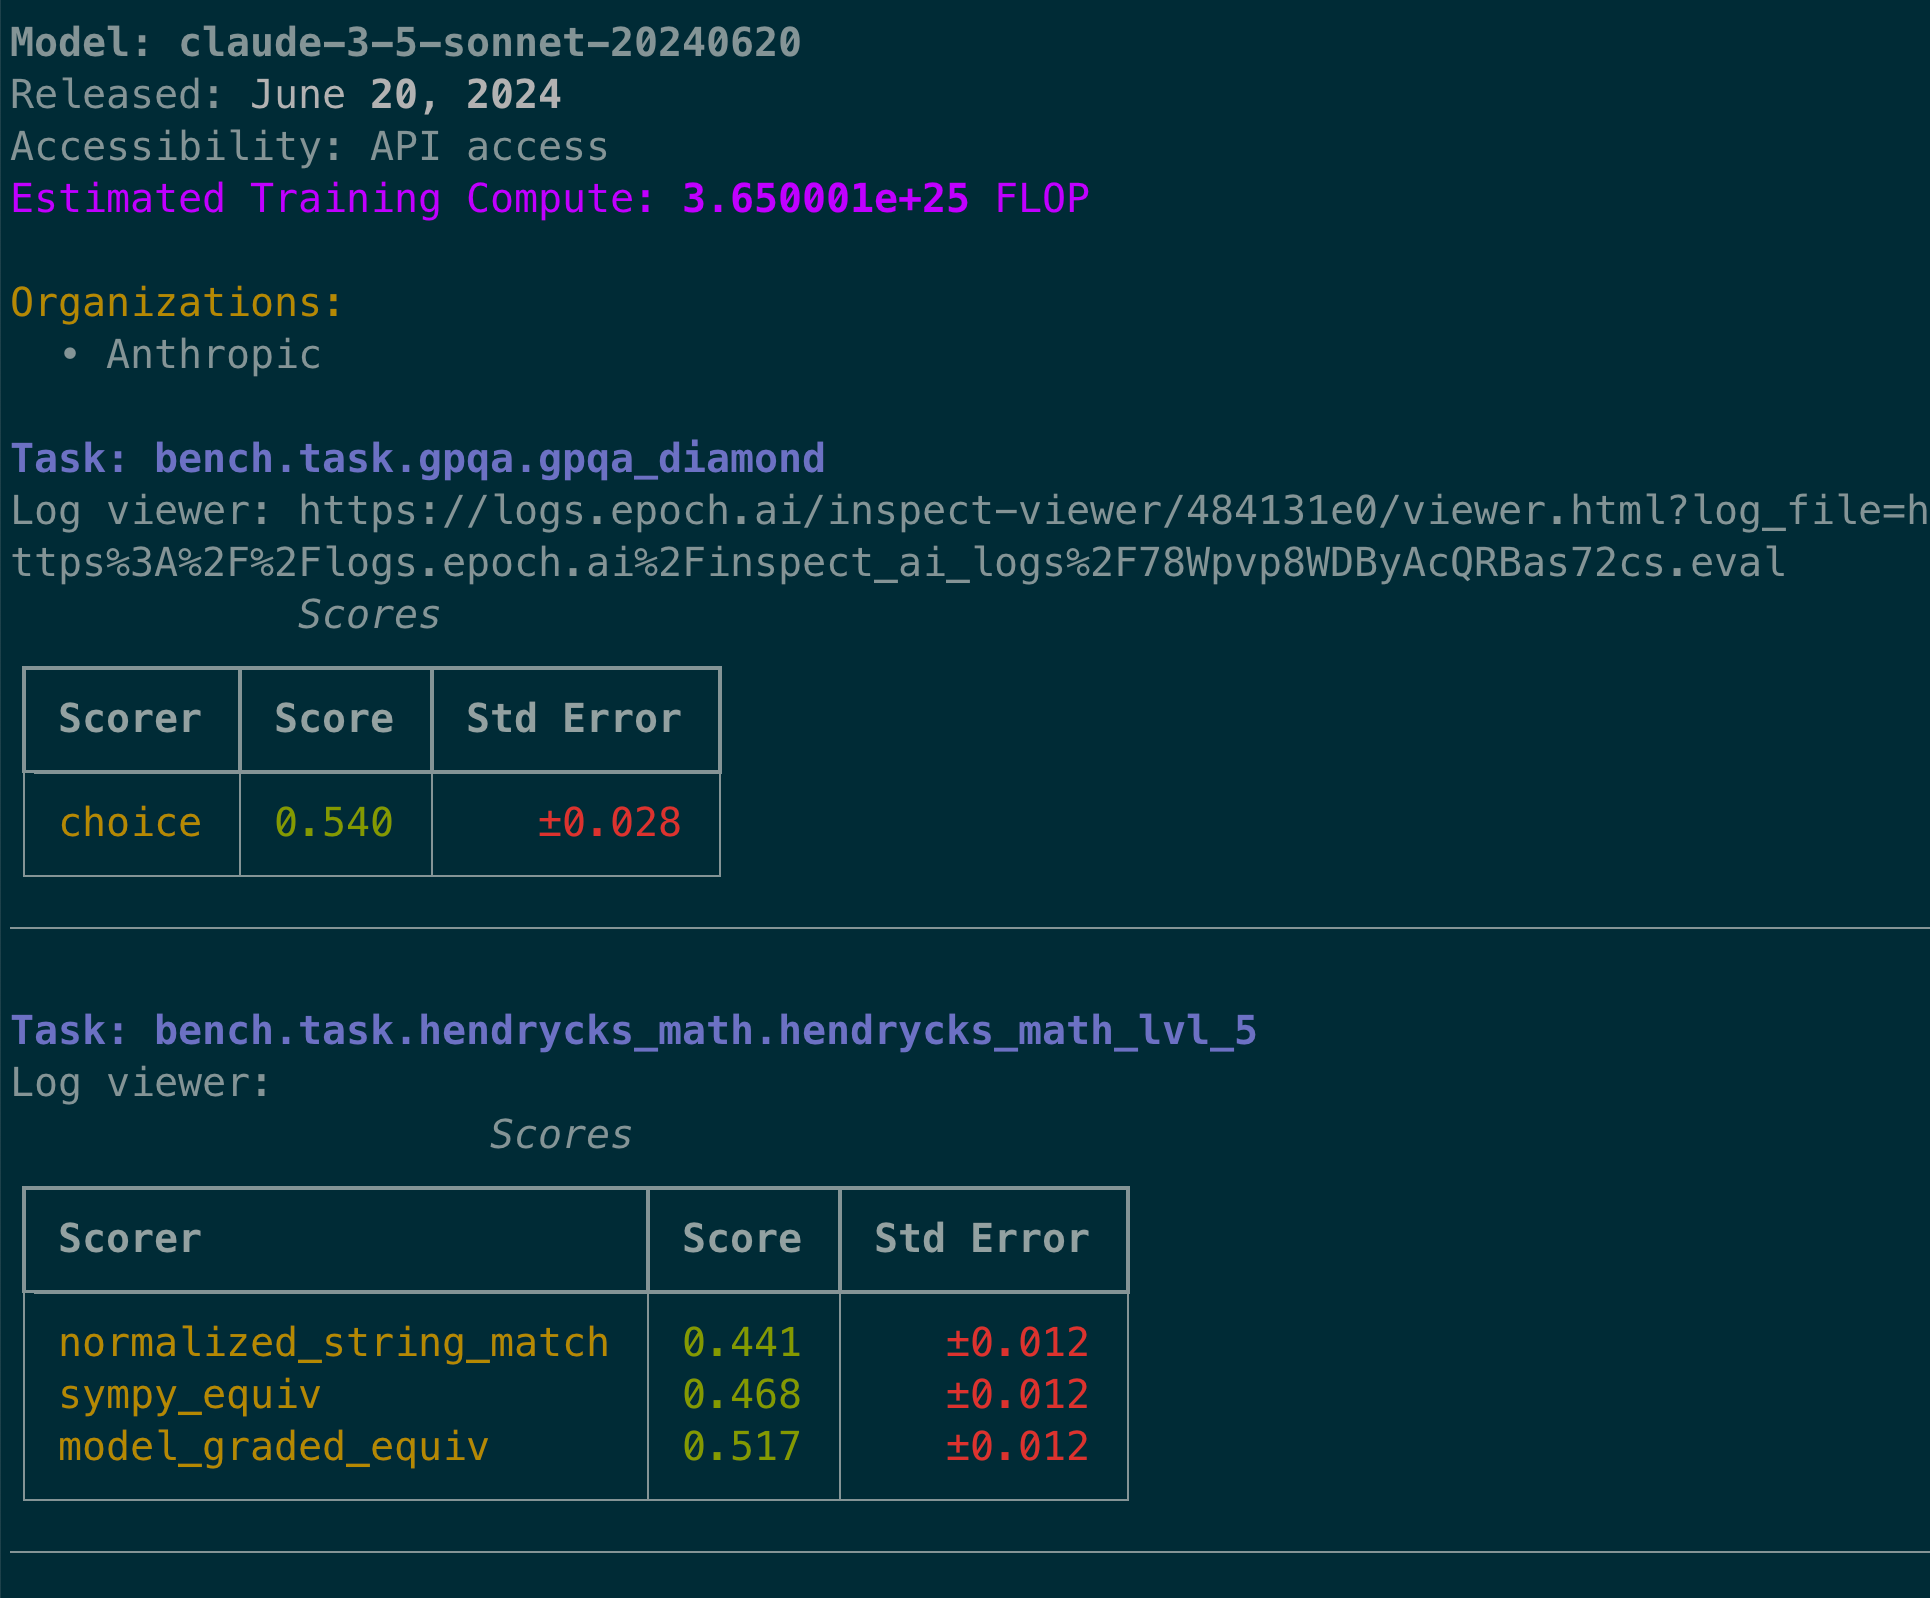 Model: claude-3-5-sonnet-20240620
Released: June 20, 2024
Accessibility: API access
Estimated Training Compute: 3.650001e+25 FLOP
Organizations:
• Anthropic
Task: bench.task.gpqa.gpqa_diamond
Log viewer: https://logs.epoch.ai/inspect-viewer/484131e0/viewer.html?log_file=h
ttps%3A%2F%2Flogs.epoch.ai%2Finspect_ai_logs%2F78Wpvp8WDByAcQRBas72cs.eval
Scores
Scorer Score Std Error
choice 0.540 ±0.028
Task: bench.task.hendrycks_math.hendrycks_math_lvl_5
Log viewer:
Scores
Scorer Score Std Error
normalized_string_match 0.441 ±0.012
sympy_equiv 0.468 ±0.012
model_graded_equiv 0.517 ±0.012